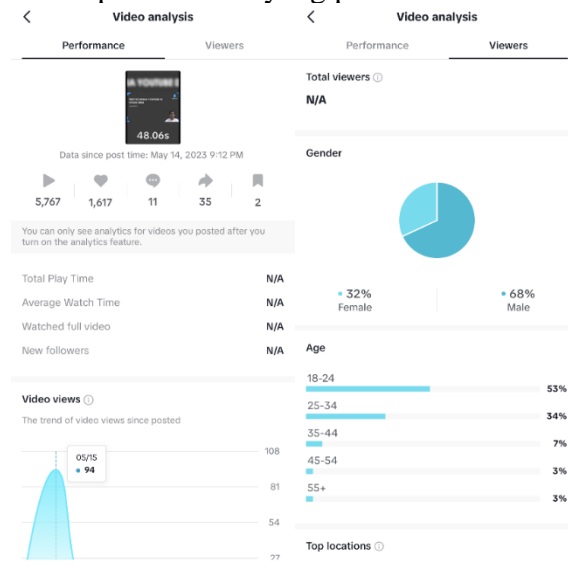 Video analysis
Performance
Viewers
48.06s
Data since post time: May 14, 2023 9:12 PM
5,767
1,617
11
35
2
You can only see analytics for videos you posted after you
turn on the analytics feature.
Total Play Time
N/A
Average Watch Time
N/A
Watched full video
N/A
New followers
N/A
Video views
The trend of video views since posted
05/15
94
108
81
54
27
Video analysis
Performance
Viewers
Total viewers
N/A
Gender
32%
Female
68%
Male
Age
18-24
53%
25-34
34%
35-44
7%
45-54
3%
55+
3%
Top locations